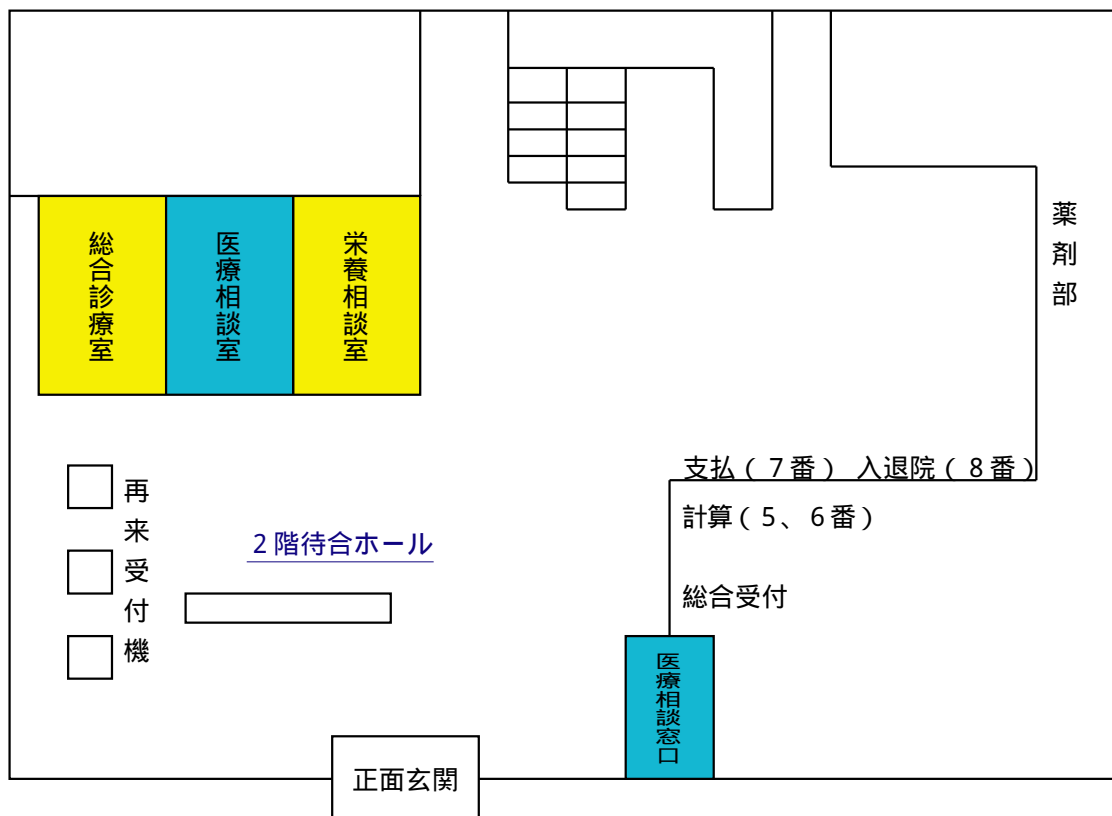 総合診療室
医療相談室
栄養相談室
薬剤部
支払（７番） 入退院（８番）
計算（５、６番）
再来受付機
２階待合ホール
総合受付
医療相談窓口
正面玄関